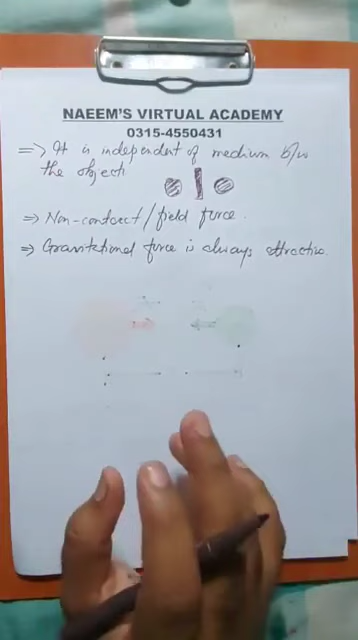 NAEEM'S VIRTUAL ACADEMY
0315-4550431
=> It is independent of medium b/w
the objects
=> Non-contact/field force.
=> Gravitational force is always attractive.